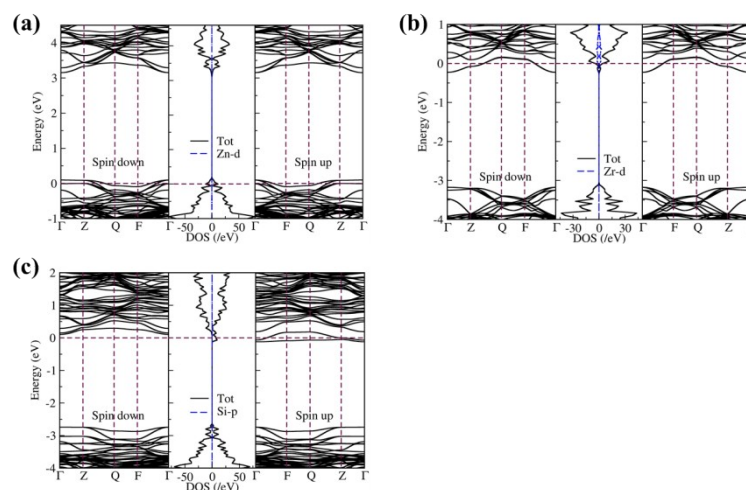 (a)
4
3
2
1
0
-1
Energy (eV)
Spin down
Tot
Zn-d
Spin up
Γ Z Q F Γ -50 0 50 Γ F Q Z Γ
DOS (/eV)
(b)
1
0
-1
-2
-3
-4
Energy (eV)
Spin down
Tot
Zr-d
Spin up
Γ Z Q F Γ -30 0 30 Γ F Q Z Γ
DOS (/eV)
(c)
2
1
0
-1
-2
-3
-4
Energy (eV)
Spin down
Tot
Si-p
Spin up
Γ Z Q F Γ -50 0 50 Γ F Q Z Γ
DOS (/eV)